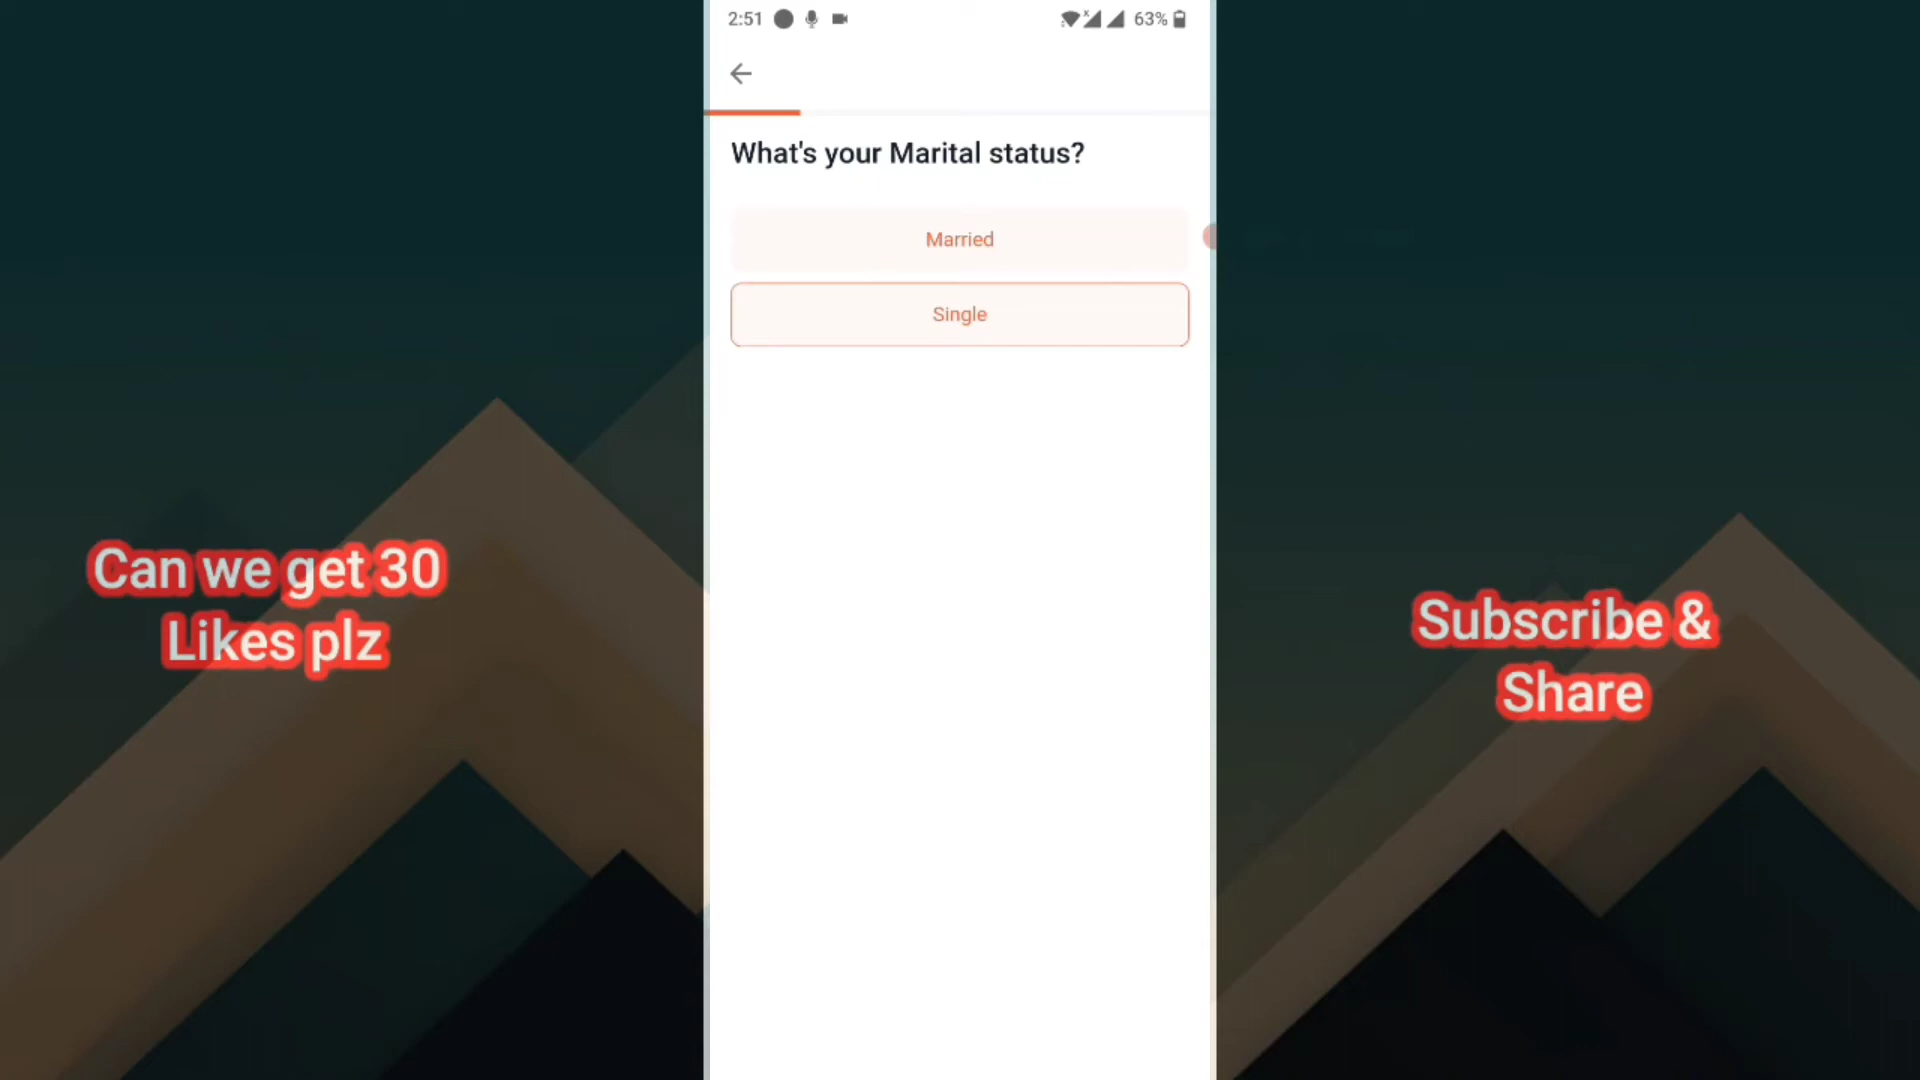 2:51
63%
What's your Marital status?
Married
Single
Can we get 30
Likes plz
Subscribe &
Share